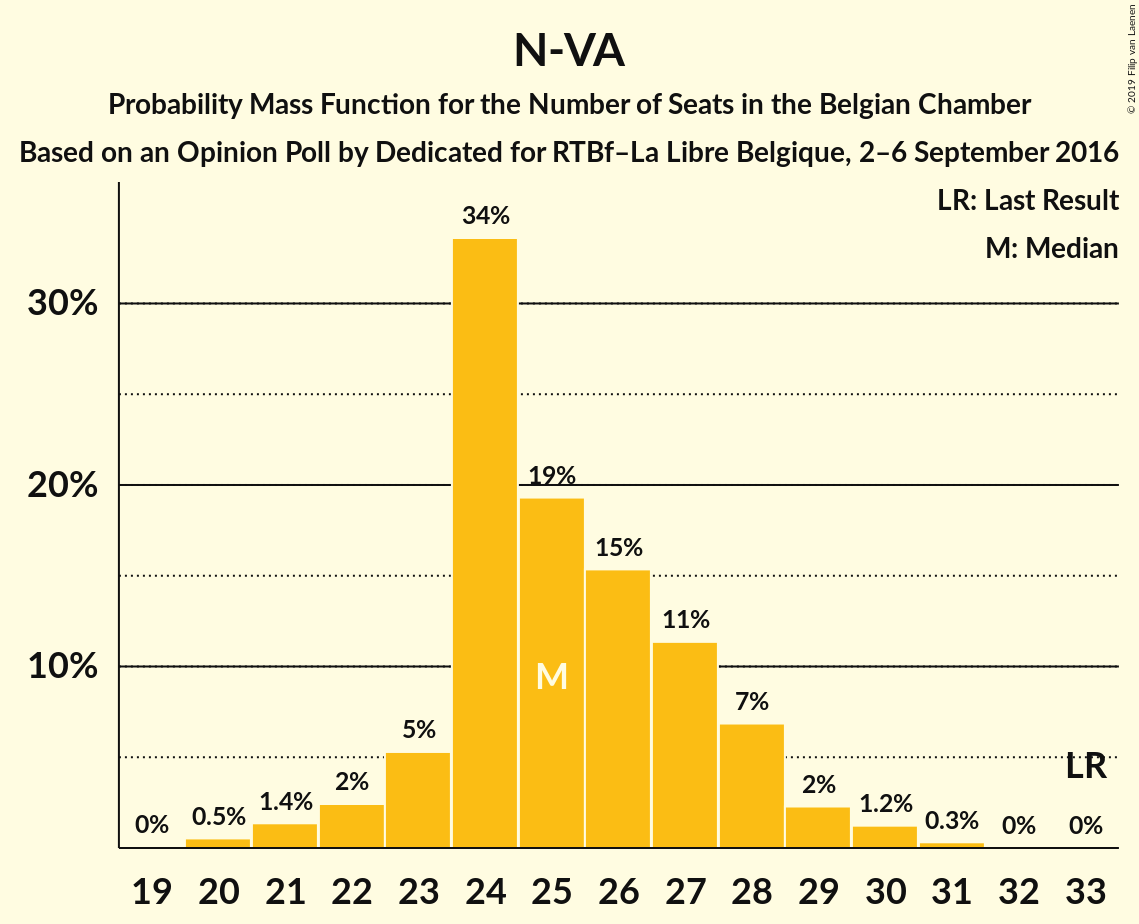 N-VA
Probability Mass Function for the Number of Seats in the Belgian Chamber
Based on an Opinion Poll by Dedicated for RTBf–La Libre Belgique, 2–6 September 2016
© 2019 Filip van Laenen
LR: Last Result
M: Median
34%
30%
20%
19%
15%
11%
10%
M
7%
5%
LR
2%
2%
1.4%
1.2%
0%
0.5%
0.3%
0%
0%
19 20 21 22 23 24 25 26 27 28 29 30 31 32 33